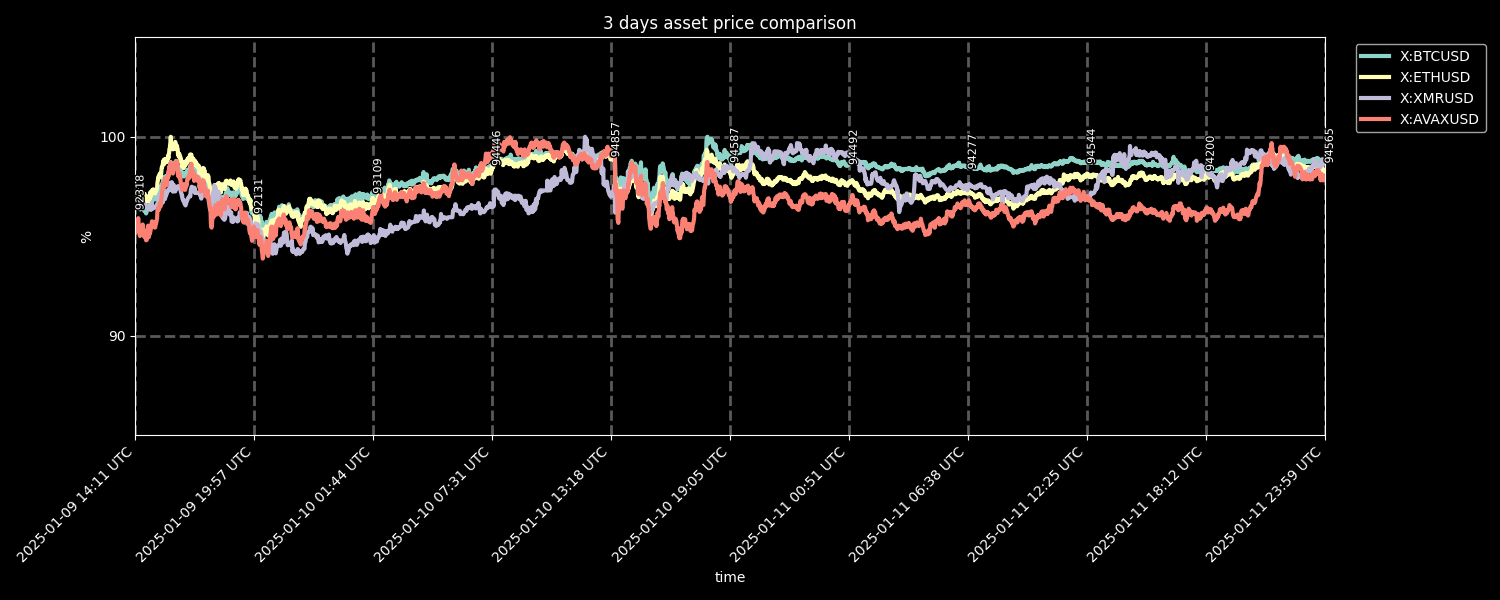 3 days asset price comparison
X:BTCUSD
X:ETHUSD
X:XMRUSD
X:AVAXUSD
100
90
%
92218
92131
93109
94446
94857
94587
94492
94277
94544
94200
94565
2025-01-09 14:11 UTC
2025-01-09 19:57 UTC
2025-01-10 01:44 UTC
2025-01-10 07:31 UTC
2025-01-10 13:18 UTC
2025-01-10 19:05 UTC
2025-01-11 00:51 UTC
2025-01-11 06:38 UTC
2025-01-11 12:25 UTC
2025-01-11 18:12 UTC
2025-01-11 23:59 UTC
time